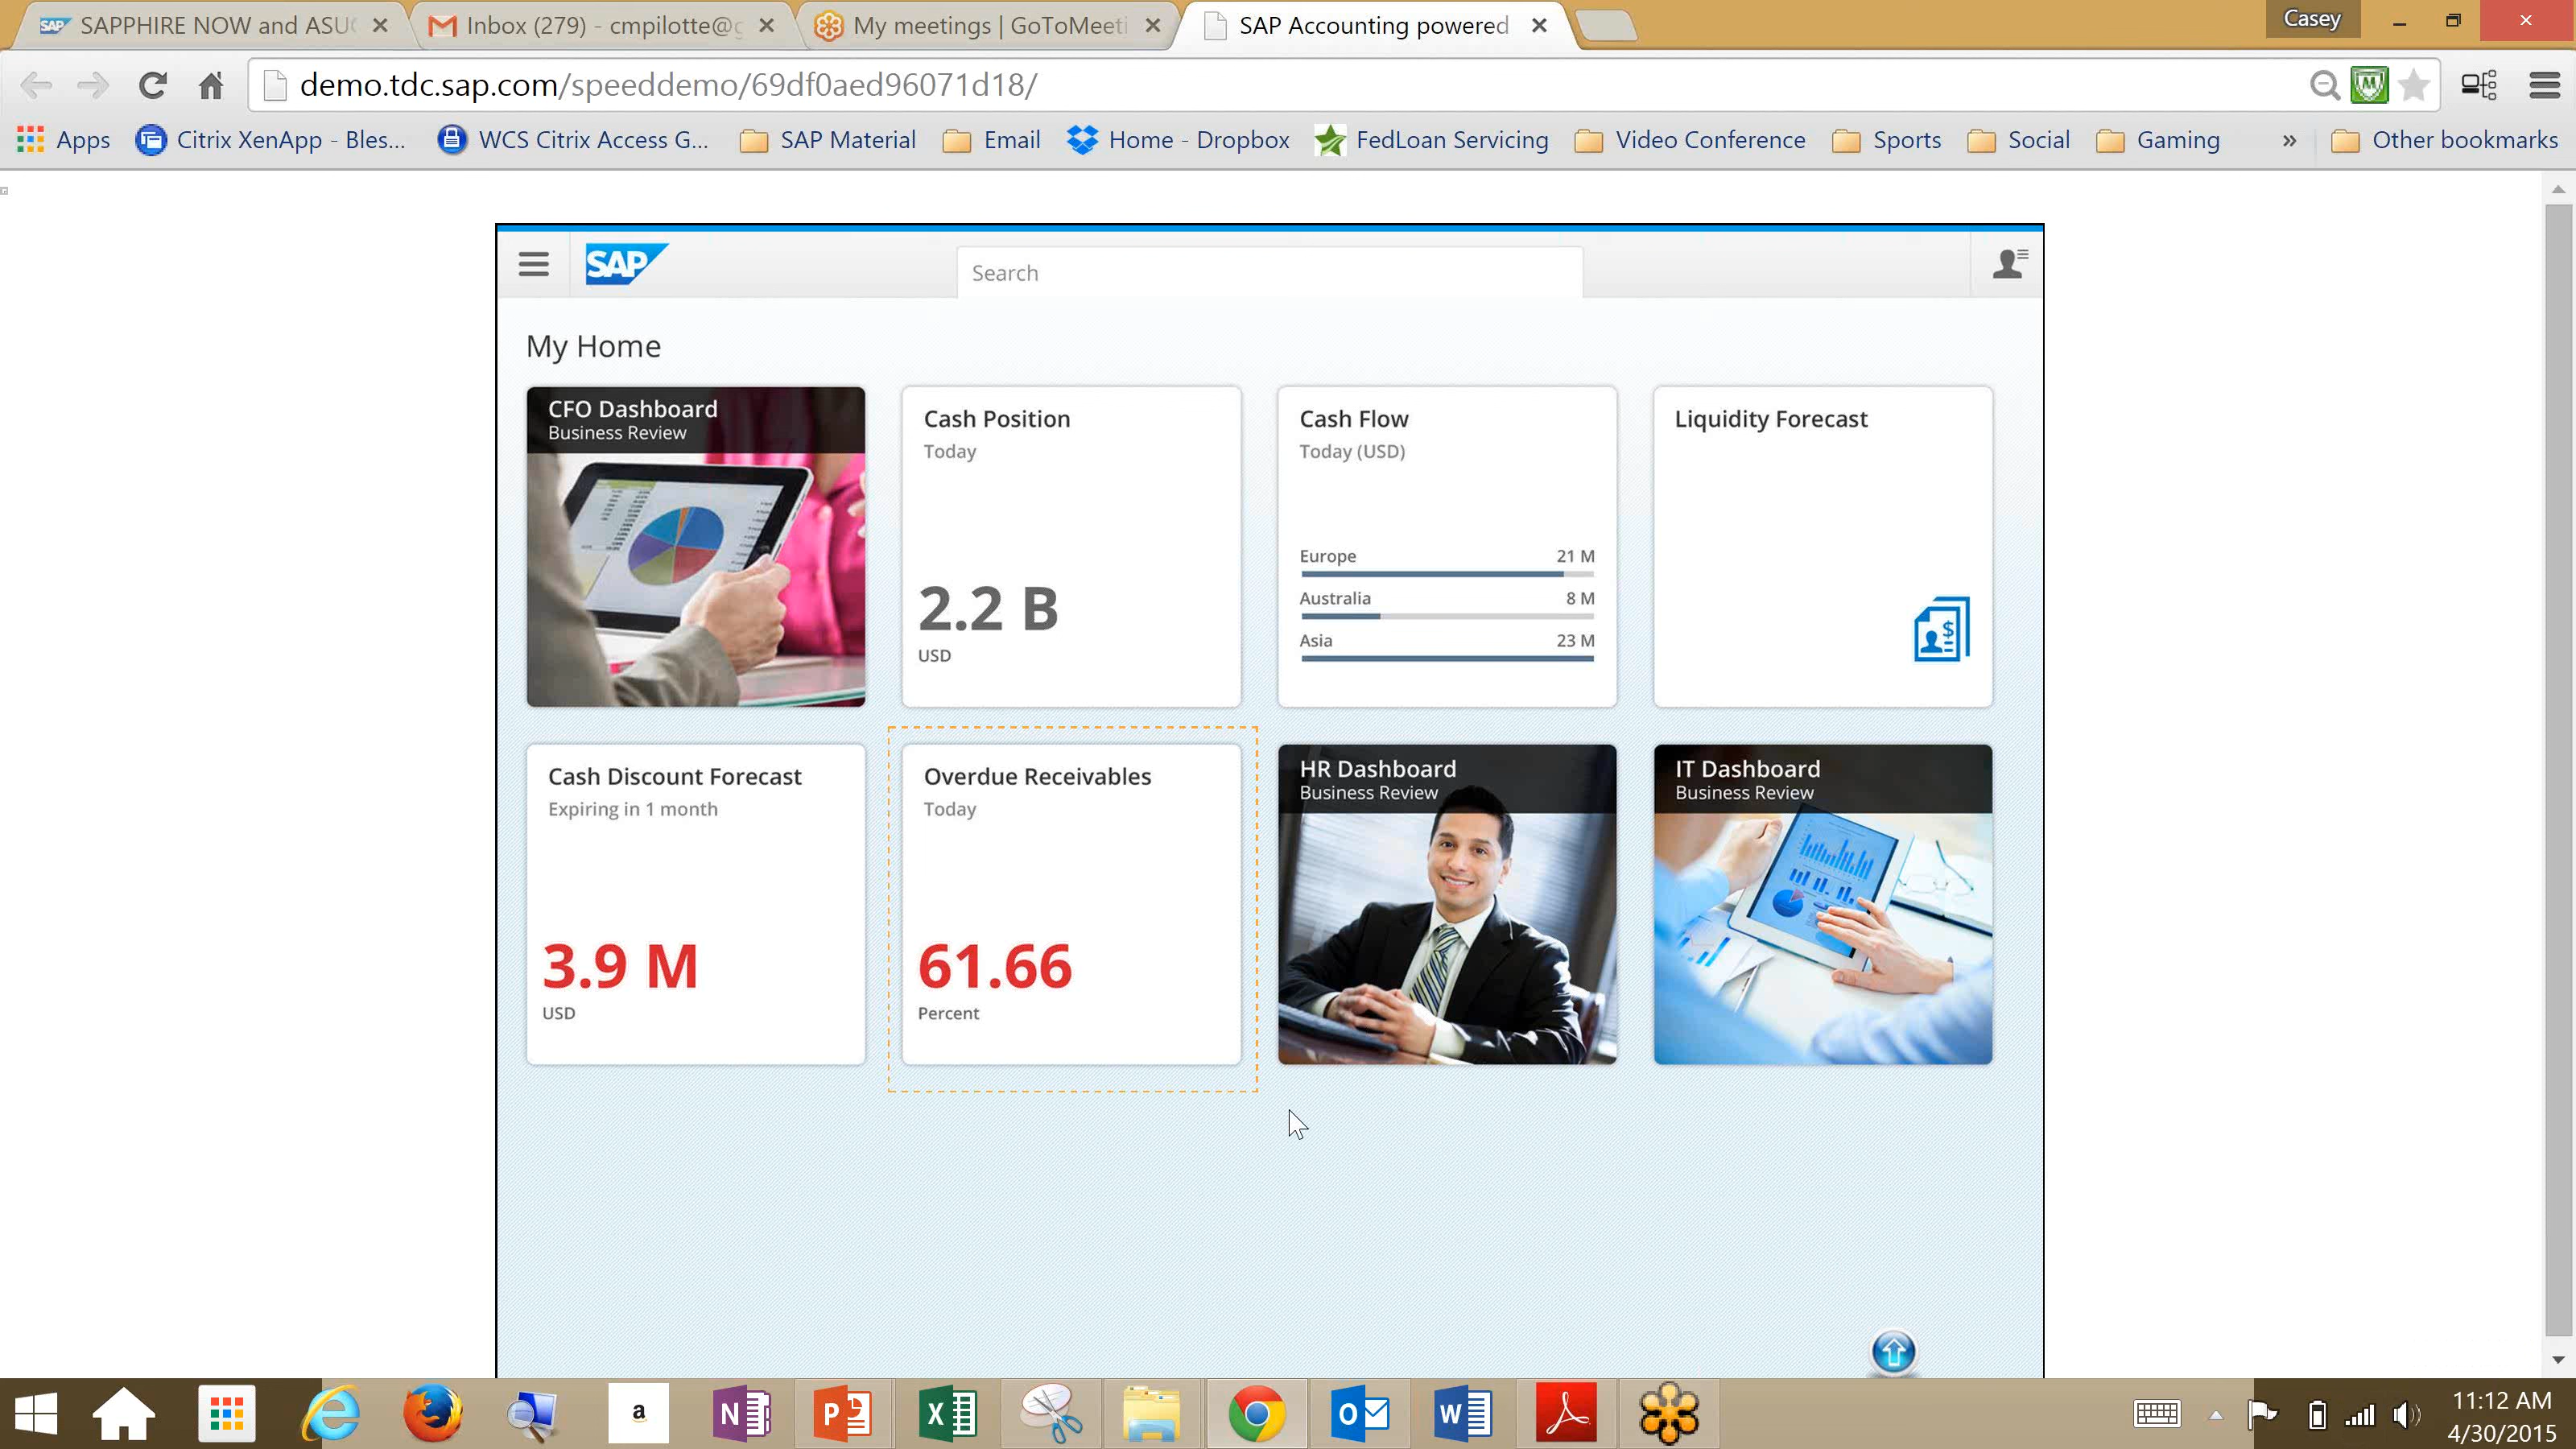 SAP SAPPHIRE NOW and ASU
Inbox (279) - cmpilotte@g
My meetings | GoToMeeti
SAP Accounting powered
Casey
demo.tdc.sap.com/speeddemo/69df0aed96071d18/
Apps
Citrix XenApp - Bles...
WCS Citrix Access G...
SAP Material
Email
Home - Dropbox
FedLoan Servicing
Video Conference
Sports
Social
Gaming
»
Other bookmarks
SAP
Search
My Home
CFO Dashboard
Business Review
Cash Position
Today
2.2 B
USD
Cash Flow
Today (USD)
Europe 21 M
Australia 8 M
Asia 23 M
Liquidity Forecast
Cash Discount Forecast
Expiring in 1 month
3.9 M
USD
Overdue Receivables
Today
61.66
Percent
HR Dashboard
Business Review
IT Dashboard
Business Review
a
11:12 AM
4/30/2015